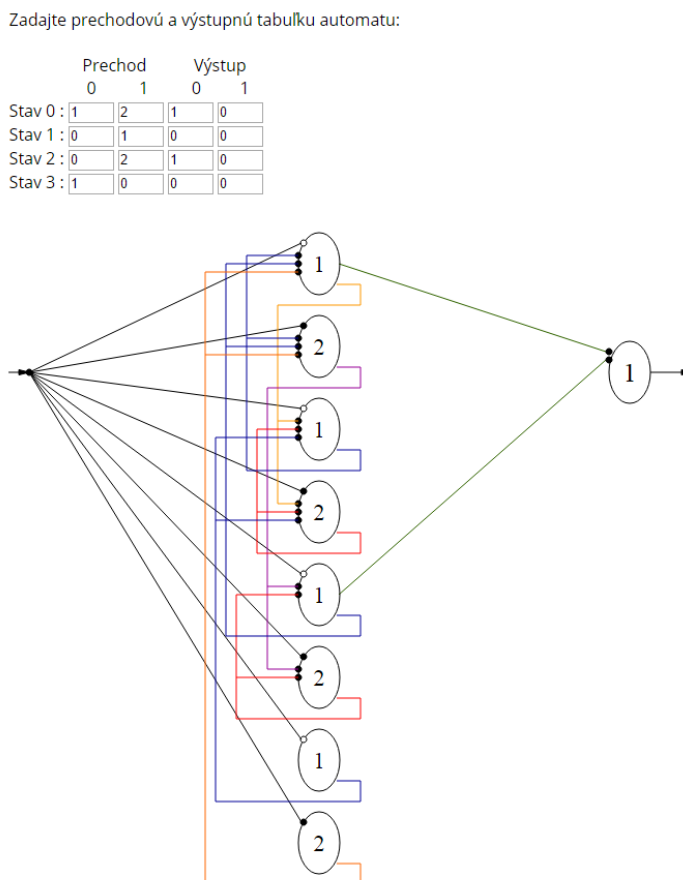 Zadajte prechodovú a výstupnú tabuľku automatu:
Prechod Výstup
0 1 0 1
Stav 0 : 1 2 1 0
Stav 1 : 0 1 0 0
Stav 2 : 0 2 1 0
Stav 3 : 1 0 0 0
1
2
1
2
1
2
1
2
1